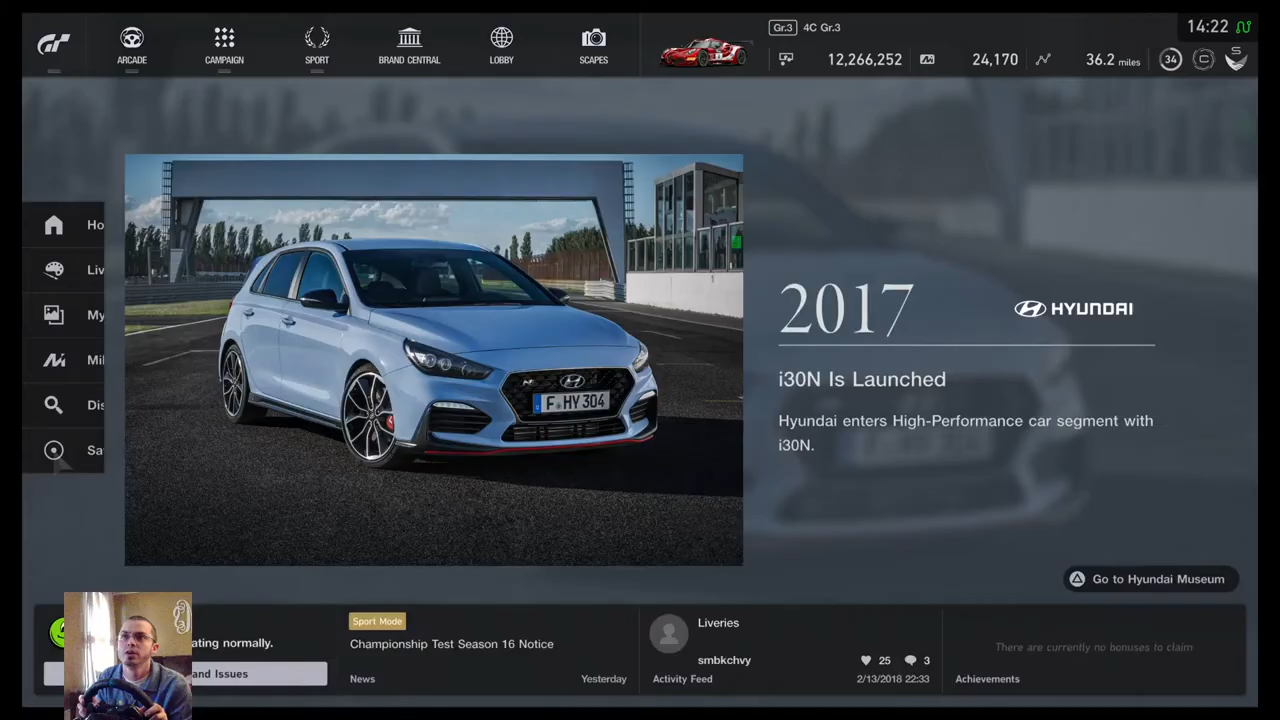 ARCADE
CAMPAIGN
SPORT
BRAND CENTRAL
LOBBY
SCAPES
Gr.3 4C Gr.3
12,266,252
24,170
36.2 miles
34
C
S
14:22
Ho
Liv
My
Mil
Dis
Sa
F HY 304
2017
HYUNDAI
i30N Is Launched
Hyundai enters High-Performance car segment with
i30N.
Go to Hyundai Museum
ating normally.
and Issues
Sport Mode
Championship Test Season 16 Notice
News
Yesterday
Liveries
smbkchvy
25
3
Activity Feed
2/13/2018 22:33
There are currently no bonuses to claim
Achievements